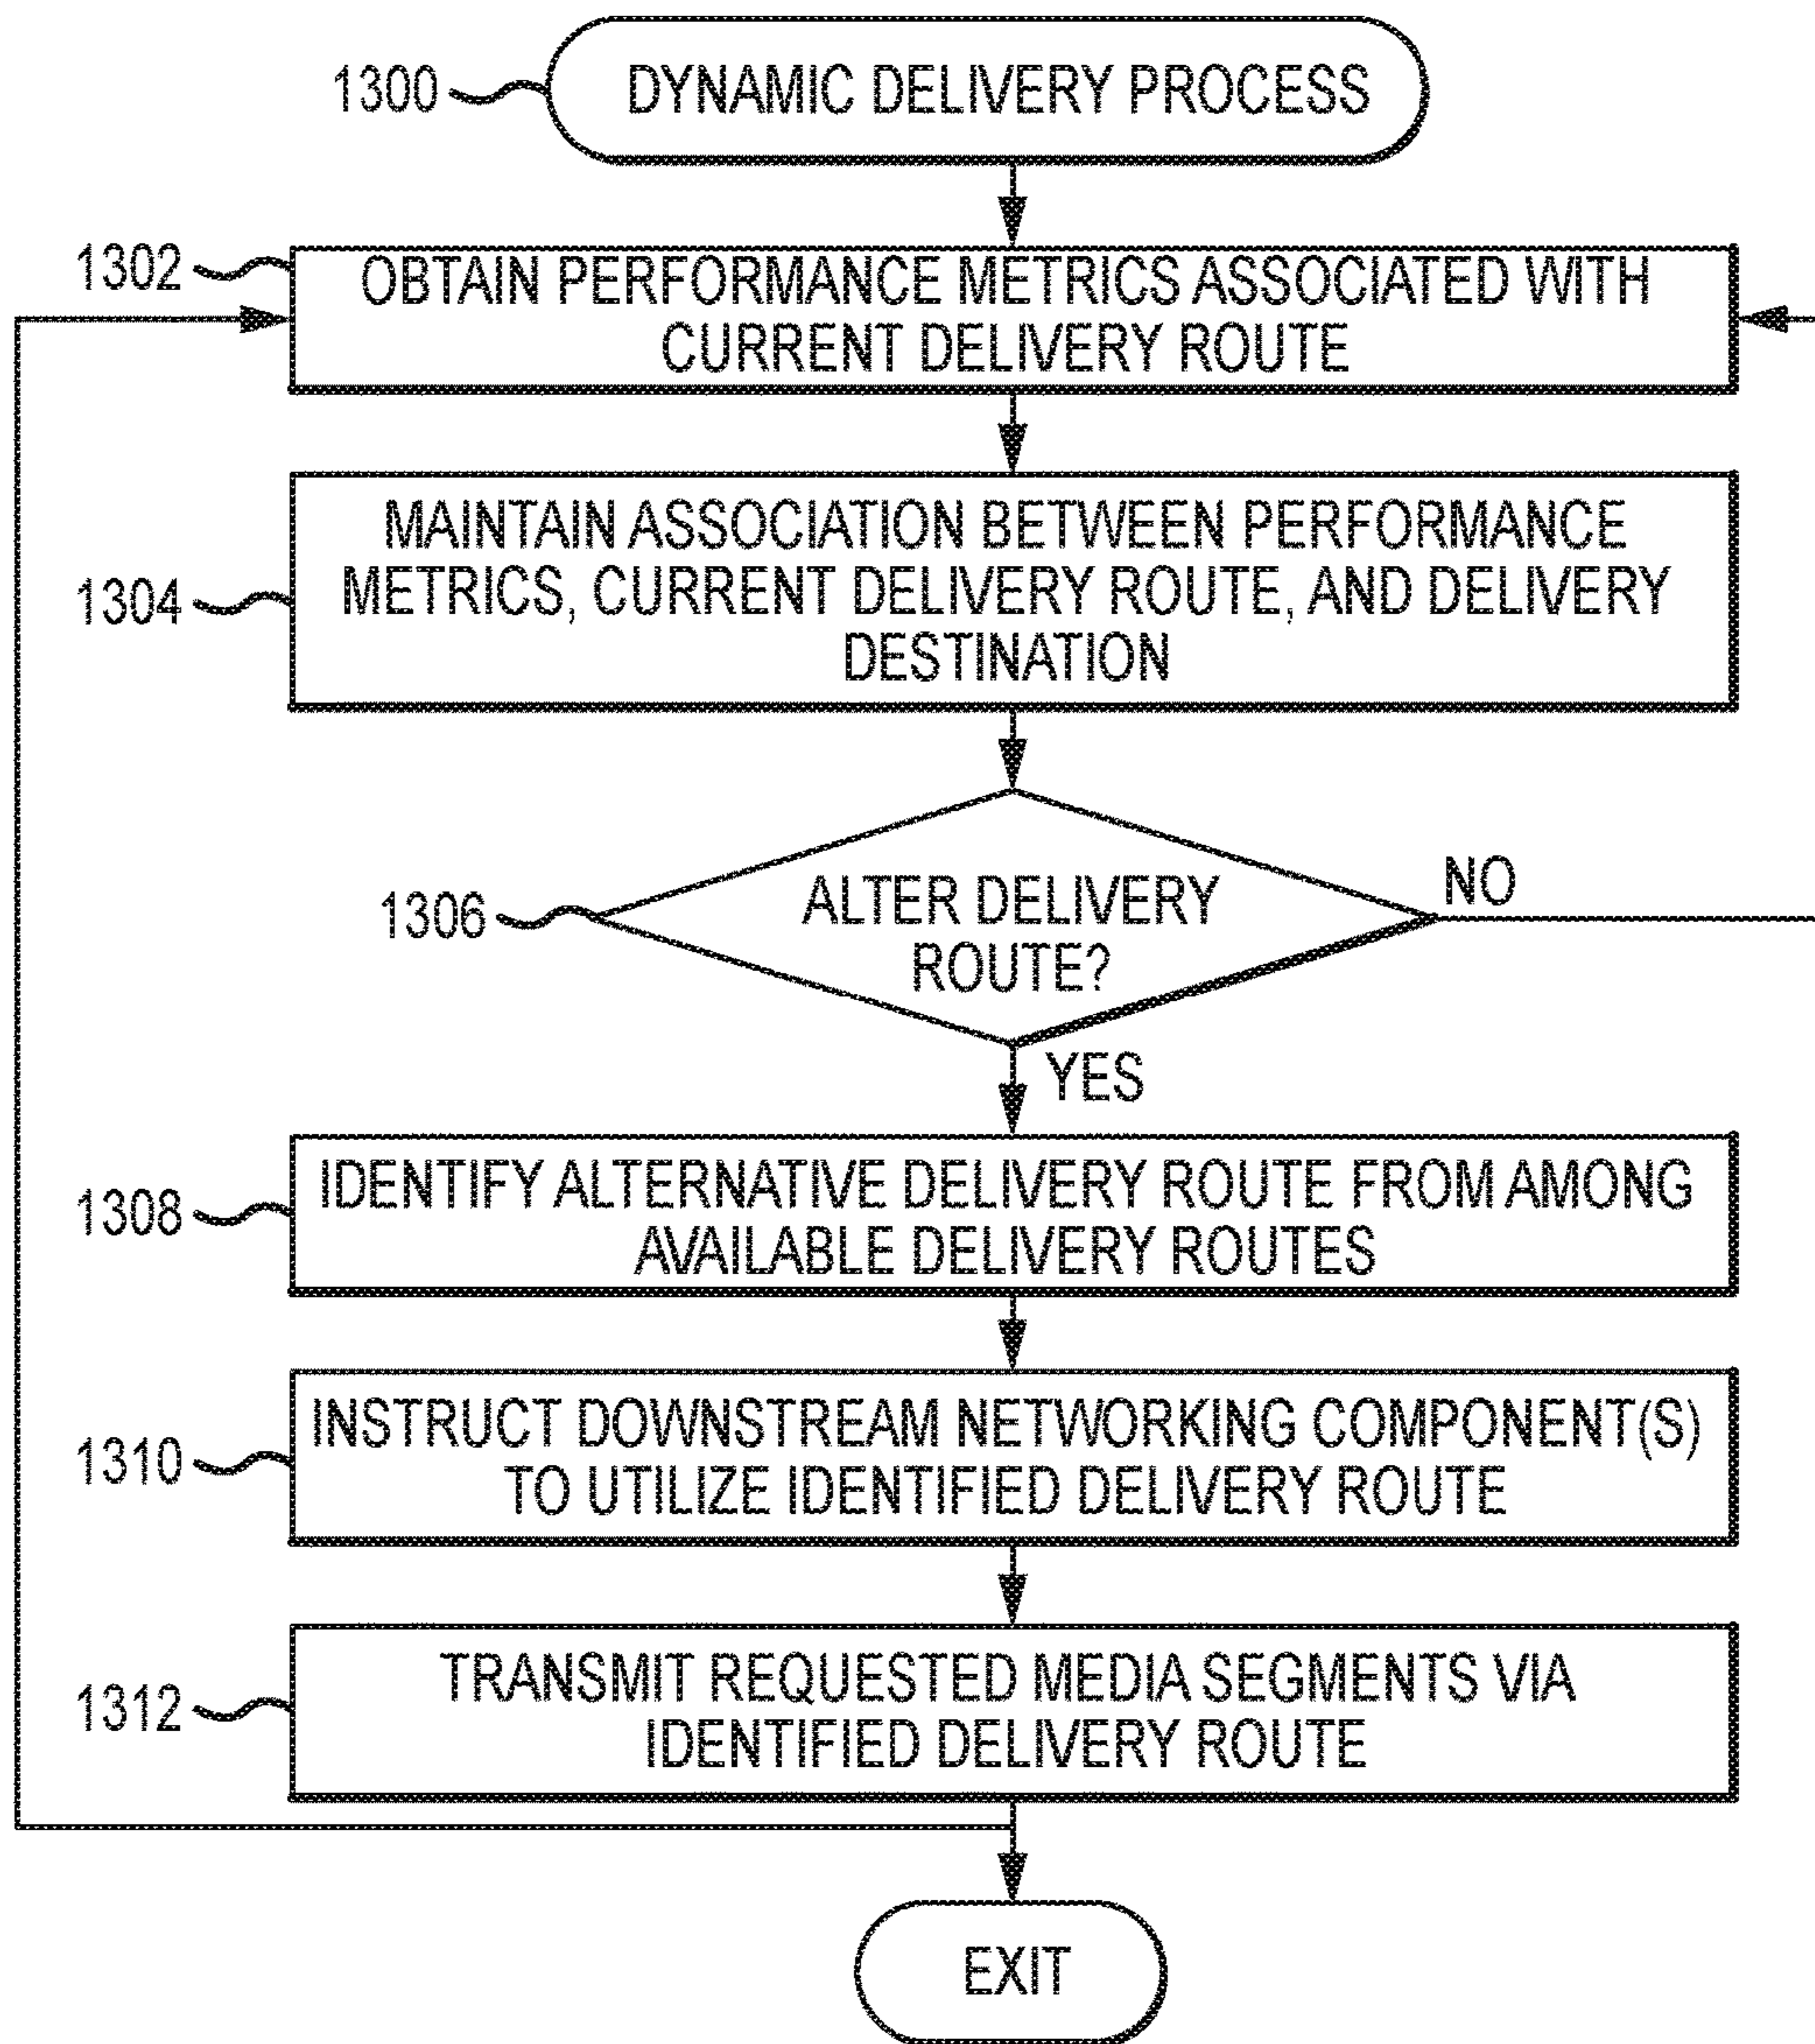 1300
DYNAMIC DELIVERY PROCESS
1302
OBTAIN PERFORMANCE METRICS ASSOCIATED WITH
CURRENT DELIVERY ROUTE
1304
MAINTAIN ASSOCIATION BETWEEN PERFORMANCE
METRICS, CURRENT DELIVERY ROUTE, AND DELIVERY
DESTINATION
1306
ALTER DELIVERY
ROUTE?
NO
YES
1308
IDENTIFY ALTERNATIVE DELIVERY ROUTE FROM AMONG
AVAILABLE DELIVERY ROUTES
1310
INSTRUCT DOWNSTREAM NETWORKING COMPONENT(S)
TO UTILIZE IDENTIFIED DELIVERY ROUTE
1312
TRANSMIT REQUESTED MEDIA SEGMENTS VIA
IDENTIFIED DELIVERY ROUTE
EXIT